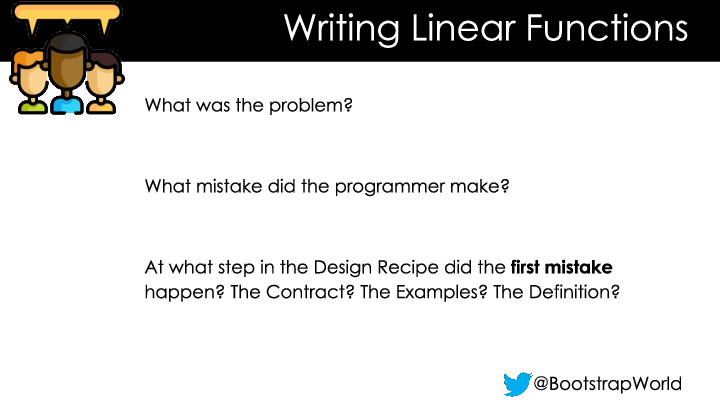 Writing Linear Functions
What was the problem?
What mistake did the programmer make?
At what step in the Design Recipe did the first mistake
happen? The Contract? The Examples? The Definition?
@BootstrapWorld